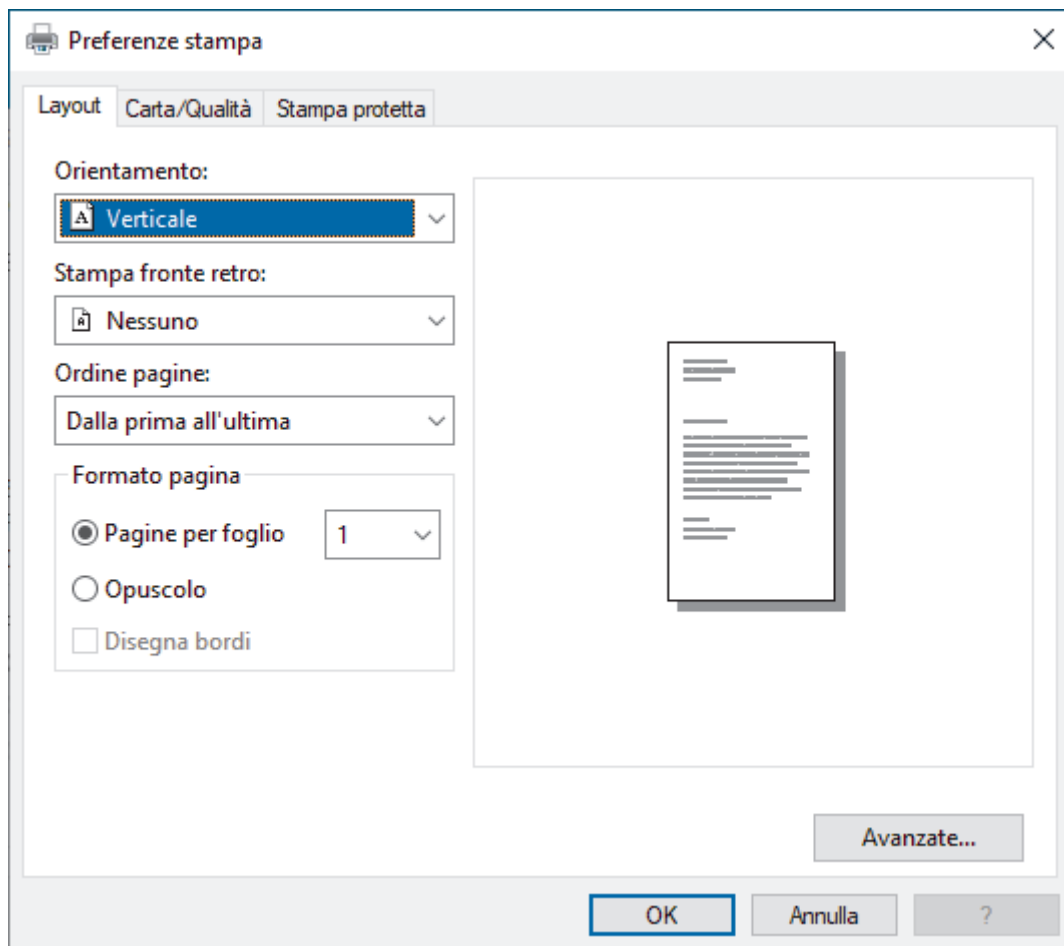 Preferenze stampa
Layout Carta/Qualità Stampa protetta
Orientamento:
A Verticale
Stampa fronte retro:
A Nessuno
Ordine pagine:
Dalla prima all'ultima
Formato pagina
Pagine per foglio 1
Opuscolo
Disegna bordi
Avanzate...
OK Annulla ?